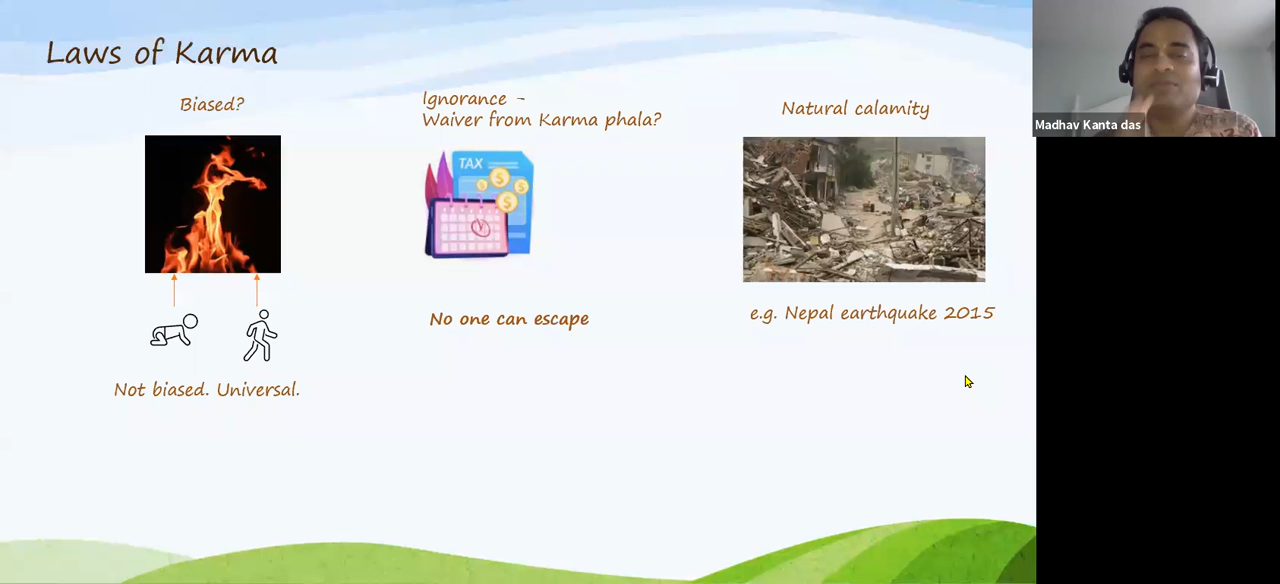 Laws of Karma
Biased?
Not biased. Universal.
Ignorance -
Waiver from Karma phala?
TAX
No one can escape
Natural calamity
e.g. Nepal earthquake 2015
Madhav Kanta das